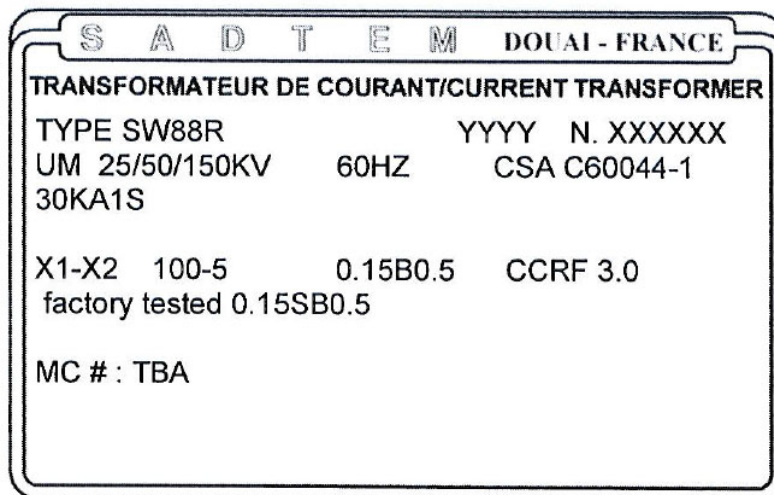 S A D T E M DOUAI - FRANCE
TRANSFORMATEUR DE COURANT/CURRENT TRANSFORMER
TYPE SW88R YYYY N. XXXXXX
UM 25/50/150KV 60HZ CSA C60044-1
30KA1S
X1-X2 100-5 0.15B0.5 CCRF 3.0
factory tested 0.15SB0.5
MC # : TBA